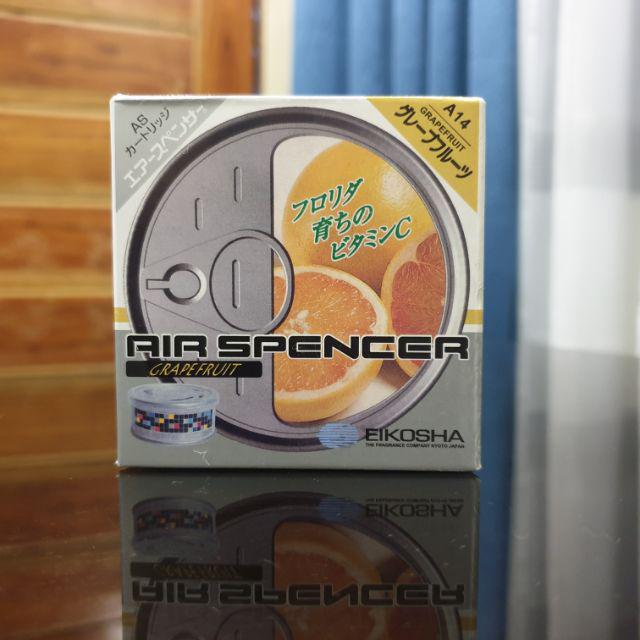 AS
カートリッジ
エアースペンサー
A14
GRAPEFRUIT
グレープフルーツ
フロリダ
育ちの
ビタミンC
AIR SPENCER
GRAPEFRUIT
EIKOSHA
THE FRAGRANCE COMPANY KYOTO JAPAN